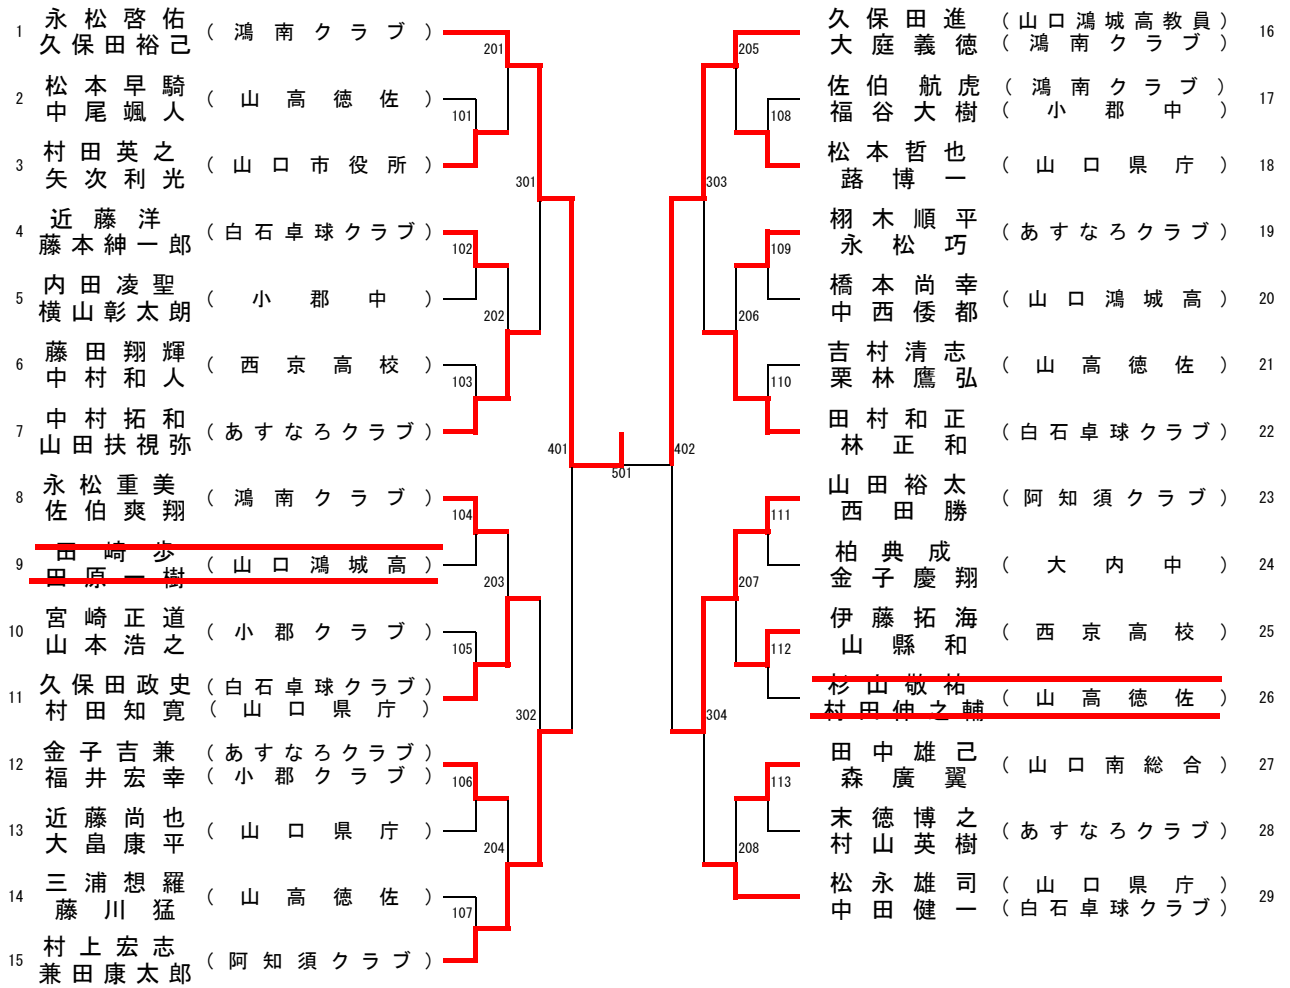 1 永松啓佑 久保田裕己 (鴻南クラブ)
2 松本早騎 中尾颯人 (山高徳佐)
3 村田英之 矢次利光 (山口市役所)
4 近藤洋 藤本紳一郎 (白石卓球クラブ)
5 内田凌聖 横山彰太朗 (小郡中)
6 藤田翔輝 中村和人 (西京高校)
7 中村拓和 山田扶視弥 (あすなろクラブ)
8 永松重美 佐伯爽翔 (鴻南クラブ)
9 田崎歩 田原一樹 (山口鴻城高)
10 宮崎正道 山本浩之 (小郡クラブ)
11 久保田政史 (白石卓球クラブ)
村田知寛 (山口県庁)
12 金子吉兼 (あすなろクラブ)
福井宏幸 (小郡クラブ)
13 近藤尚也 大畠康平 (山口県庁)
14 三浦想羅 藤川猛 (山高徳佐)
15 村上宏志 兼田康太郎 (阿知須クラブ)
201
101
301
102
202
103
401
104
203
105
302
106
204
107
501
205
108
303
109
206
110
402
111
207
112
304
113
208
久保田進 (山口鴻城高教員) 16
大庭義徳 (鴻南クラブ)
佐伯航虎 (鴻南クラブ) 17
福谷大樹 (小郡中)
松本哲也 蕗博一 (山口県庁) 18
栩木順平 永松巧 (あすなろクラブ) 19
橋本尚幸 中西倭都 (山口鴻城高) 20
吉村清志 栗林鷹弘 (山高徳佐) 21
田村和正 林正和 (白石卓球クラブ) 22
山田裕太 西田勝 (阿知須クラブ) 23
柏典成 金子慶翔 (大内中) 24
伊藤拓海 山縣和 (西京高校) 25
杉山敬祐 村田伸之輔 (山高徳佐) 26
田中雄己 森廣翼 (山口南総合) 27
末徳博之 村山英樹 (あすなろクラブ) 28
松永雄司 (山口県庁) 29
中田健一 (白石卓球クラブ)